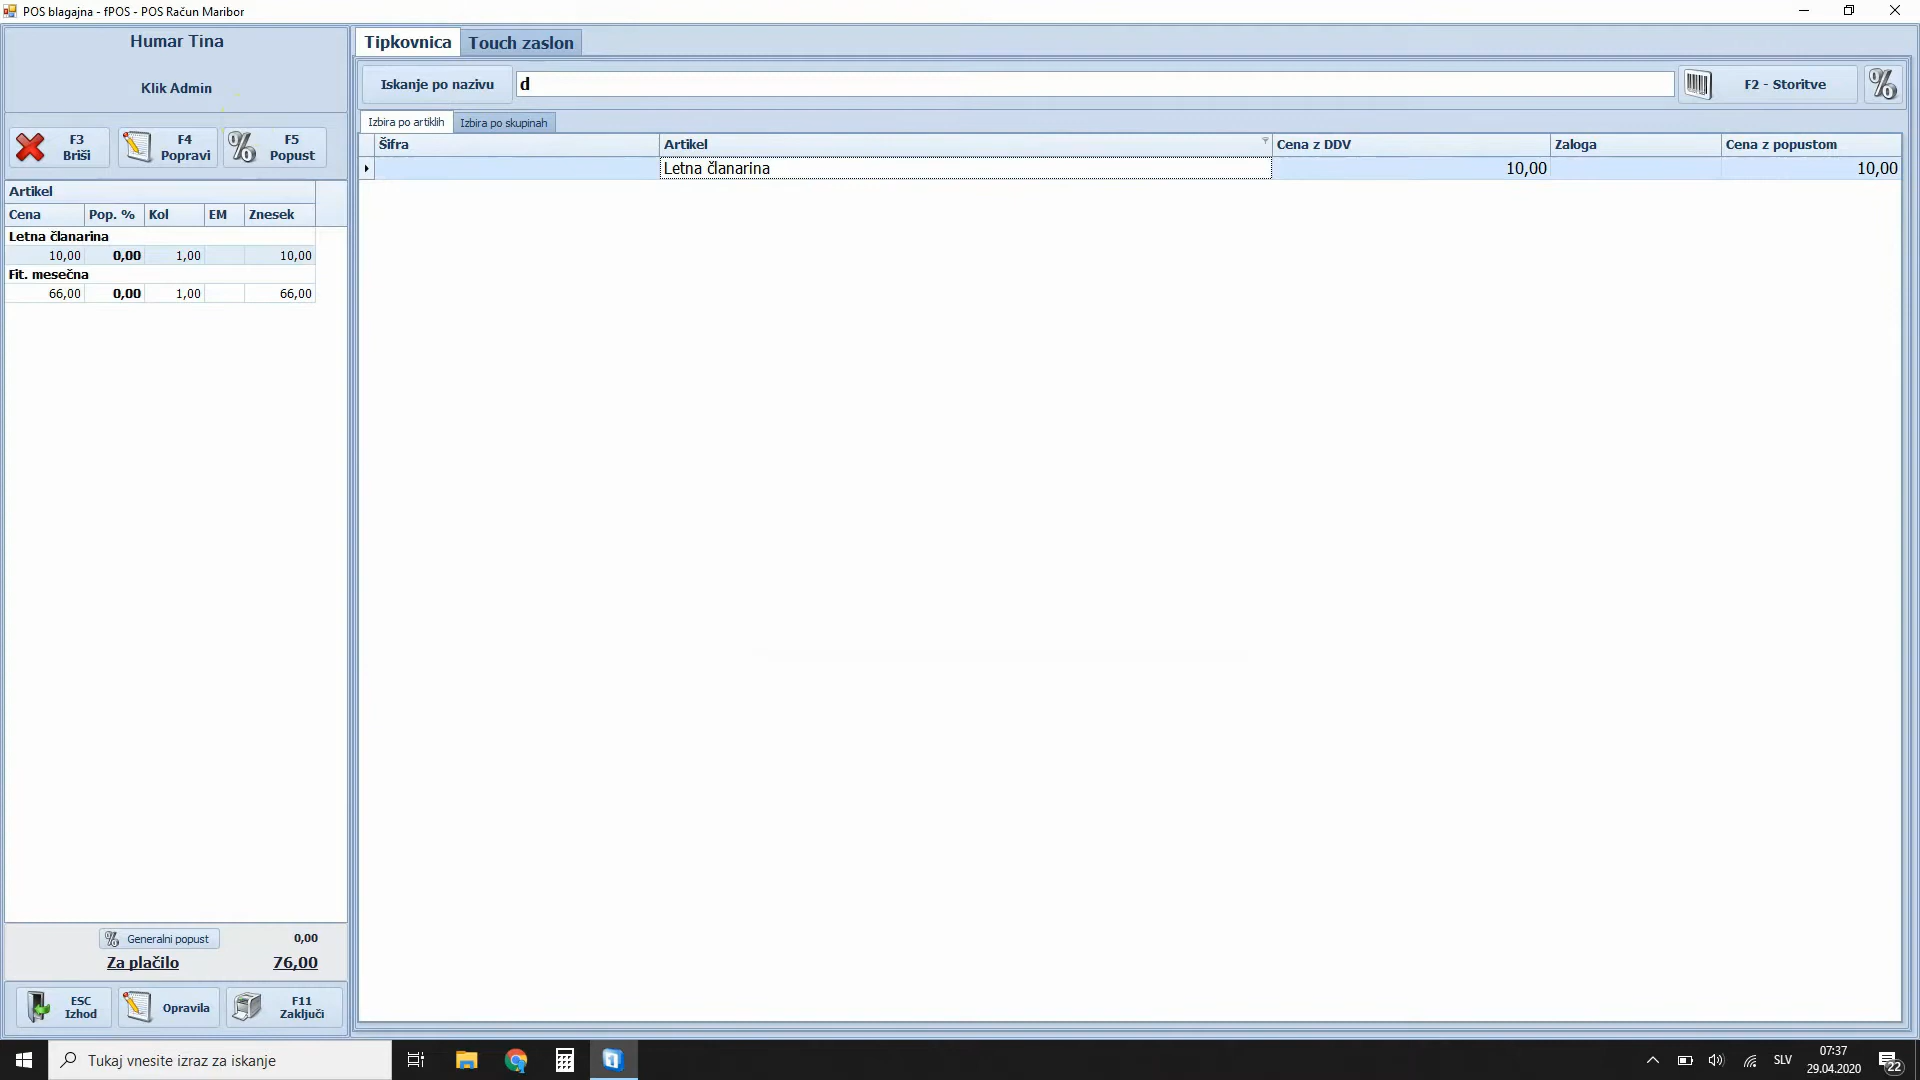 POS blagajna - fPOS - POS Račun Maribor
Humar Tina
Klik Admin
F3 Briši
F4 Popravi
F5 Popust
Artikel
Cena Pop. % Kol EM Znesek
Letna članarina
10,00 0,00 1,00 10,00
Fit. mesečna
66,00 0,00 1,00 66,00
Generalni popust 0,00
Za plačilo 76,00
ESC Izhod
Opravila
F11 Zaključi
Tipkovnica Touch zaslon
Iskanje po nazivu d F2 - Storitve
Izbira po artiklih Izbira po skupinah
Šifra Artikel Cena z DDV Zaloga Cena z popustom
Letna članarina 10,00 10,00
Tukaj vnesite izraz za iskanje
SLV
07:37
29.04.2020
22